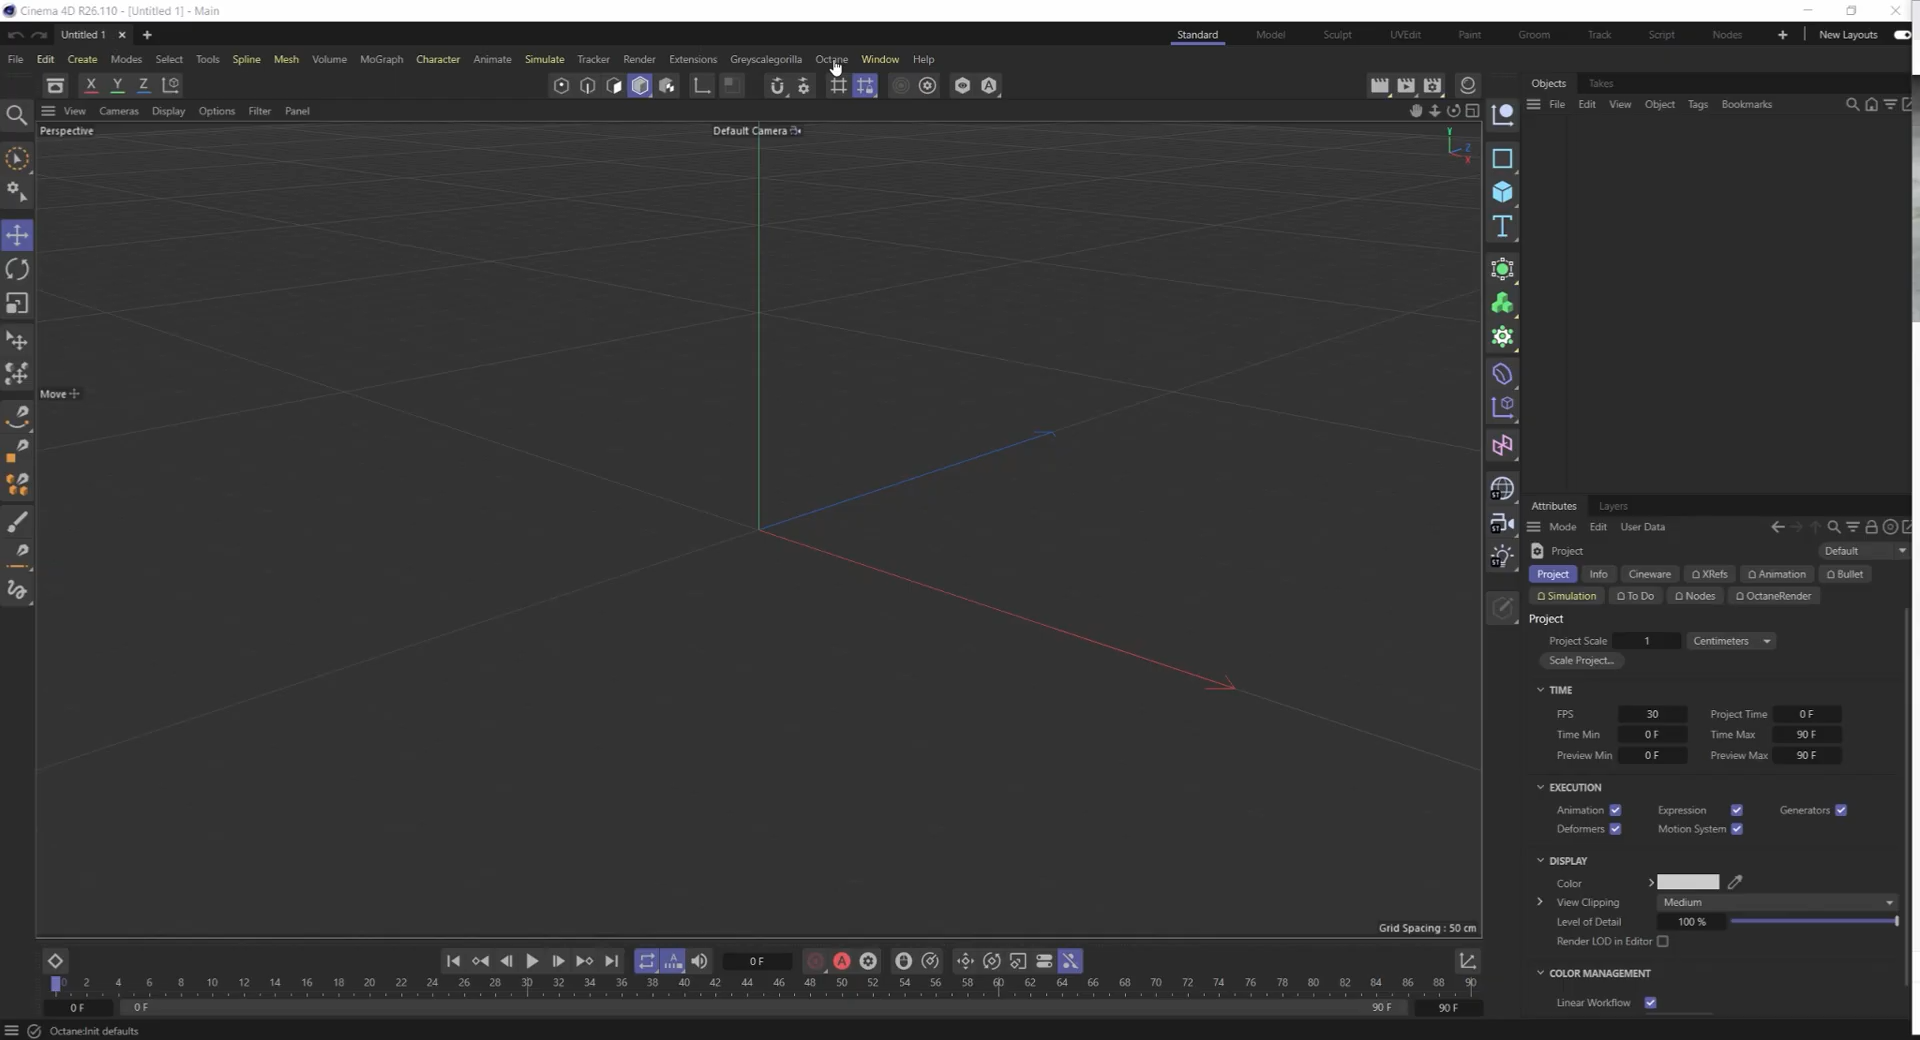 Cinema 4D R26.110 - [Untitled 1] - Main
Untitled 1
Standard Model Sculpt UVEdit Paint Groom Track Script Nodes New Layouts
File Edit Create Modes Select Tools Spline Mesh Volume MoGraph Character Animate Simulate Tracker Render Extensions Greyscalegorilla Octane Window Help
X Y Z
Objects Takes
File Edit View Object Tags Bookmarks
View Cameras Display Options Filter Panel
Perspective
Default Camera
Y
Z
X
Move
Grid Spacing : 50 cm
Attributes Layers
Mode Edit User Data
Project Default
Project Info Cineware XRefs Animation Bullet
Simulation To Do Nodes OctaneRender
Project
Project Scale 1 Centimeters
Scale Project...
TIME
FPS 30 Project Time 0 F
Time Min 0 F Time Max 90 F
Preview Min 0 F Preview Max 90 F
EXECUTION
Animation Expression Generators
Deformers Motion System
DISPLAY
Color
View Clipping Medium
Level of Detail 100 %
Render LOD in Editor
COLOR MANAGEMENT
Linear Workflow
0 F
0 2 4 6 8 10 12 14 16 18 20 22 24 26 28 30 32 34 36 38 40 42 44 46 48 50 52 54 56 58 60 62 64 66 68 70 72 74 76 78 80 82 84 86 88 90
0 F 0 F 90 F 90 F
Octane:Init defaults